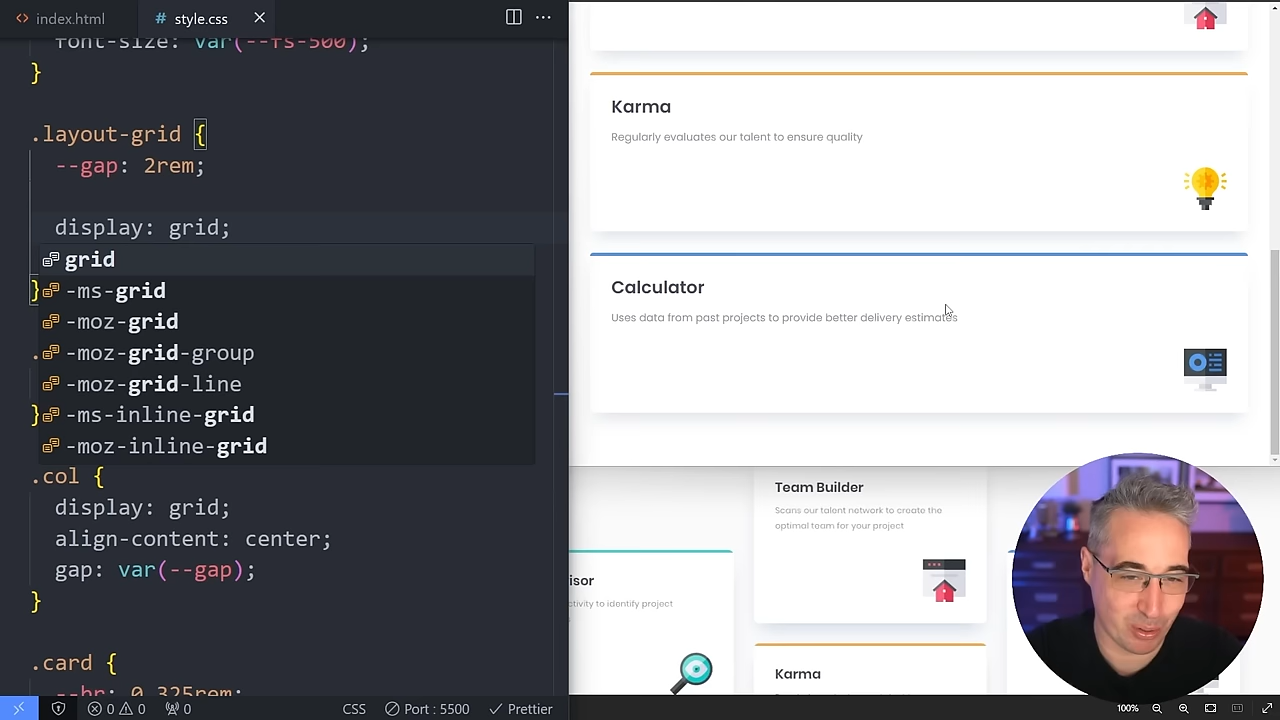 index.html
style.css
font-size: var(--fs-500);
}
.layout-grid {
--gap: 2rem;
display: grid;
grid
-ms-grid
-moz-grid
-moz-grid-group
-moz-grid-line
-ms-inline-grid
-moz-inline-grid
}
.
}
.col {
display: grid;
align-content: center;
gap: var(--gap);
}
.card {
--br: 0.325rem;
0 0
0
CSS
Port : 5500
Prettier
Karma
Regularly evaluates our talent to ensure quality
Calculator
Uses data from past projects to provide better delivery estimates
Team Builder
Scans our talent network to create the
optimal team for your project
isor
ctivity to identify project
s
Karma
100%
1:1